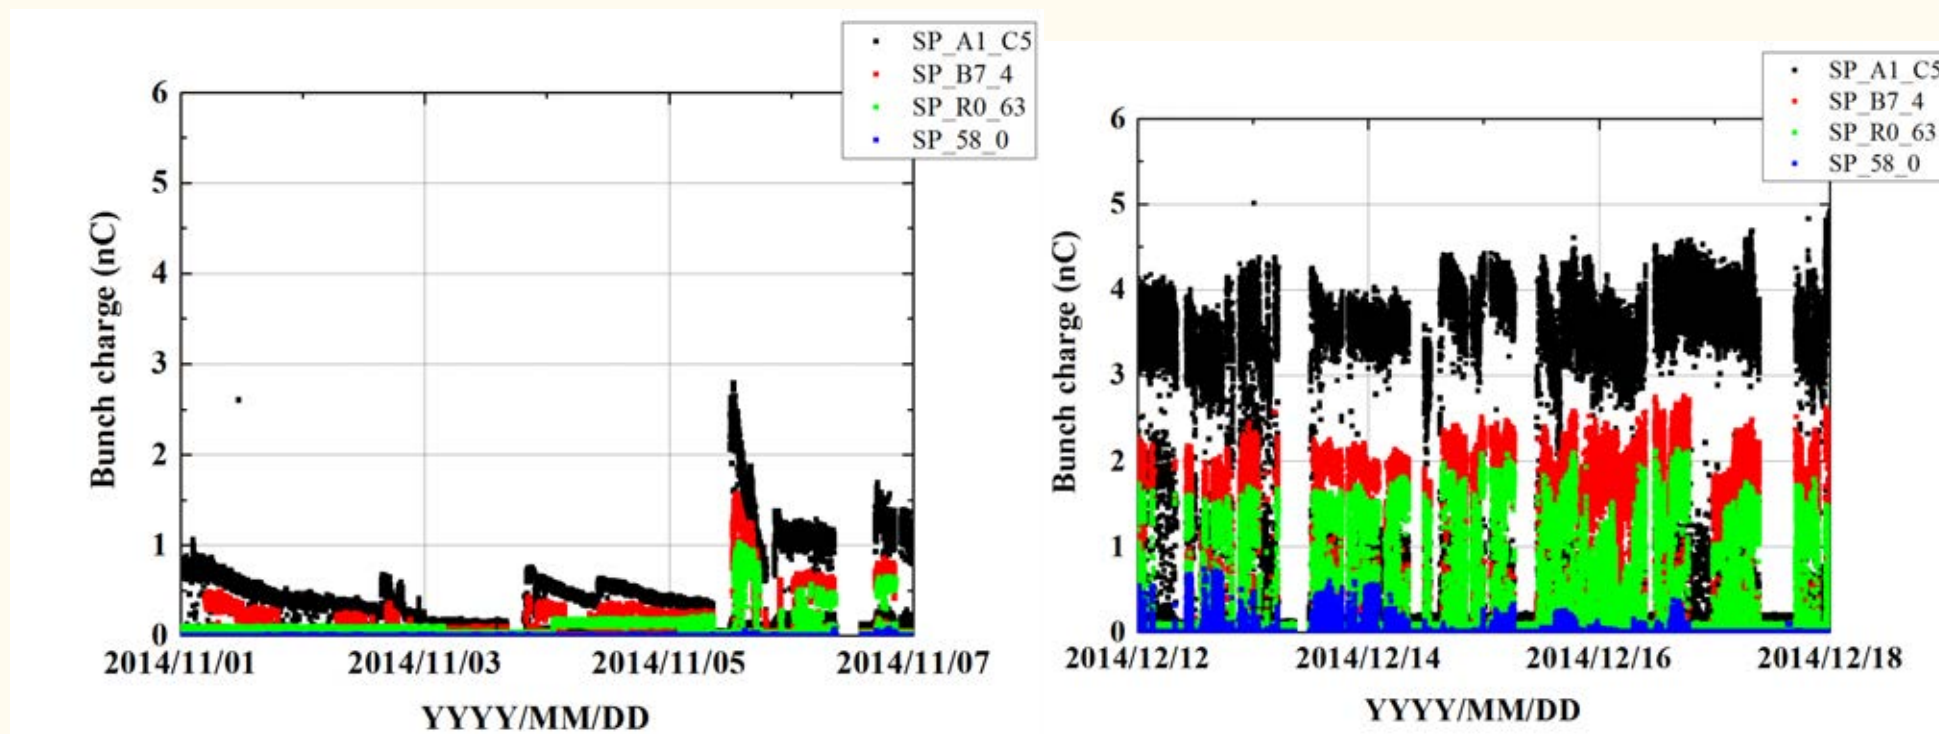 SP_A1_C5
SP_B7_4
SP_R0_63
SP_58_0
6
5
4
3
2
1
0
Bunch charge (nC)
2014/11/01
2014/11/03
2014/11/05
2014/11/07
YYYY/MM/DD
SP_A1_C5
SP_B7_4
SP_R0_63
SP_58_0
6
5
4
3
2
1
0
Bunch charge (nC)
2014/12/12
2014/12/14
2014/12/16
2014/12/18
YYYY/MM/DD